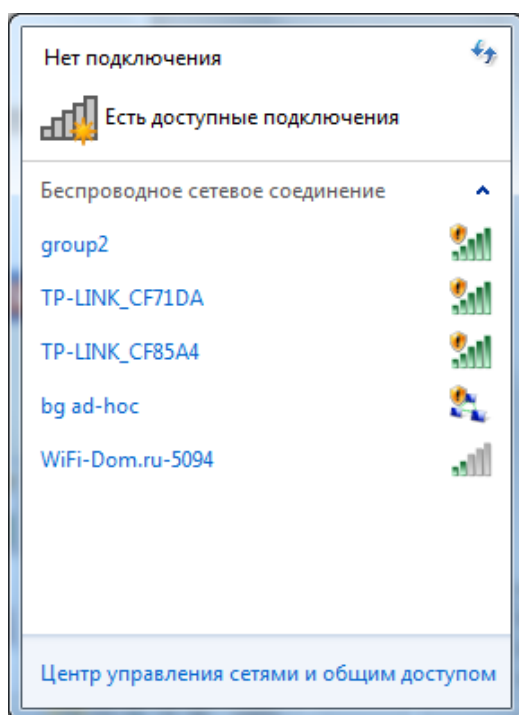 Нет подключения
Есть доступные подключения
Беспроводное сетевое соединение
group2
TP-LINK_CF71DA
TP-LINK_CF85A4
bg ad-hoc
WiFi-Dom.ru-5094
Центр управления сетями и общим доступом